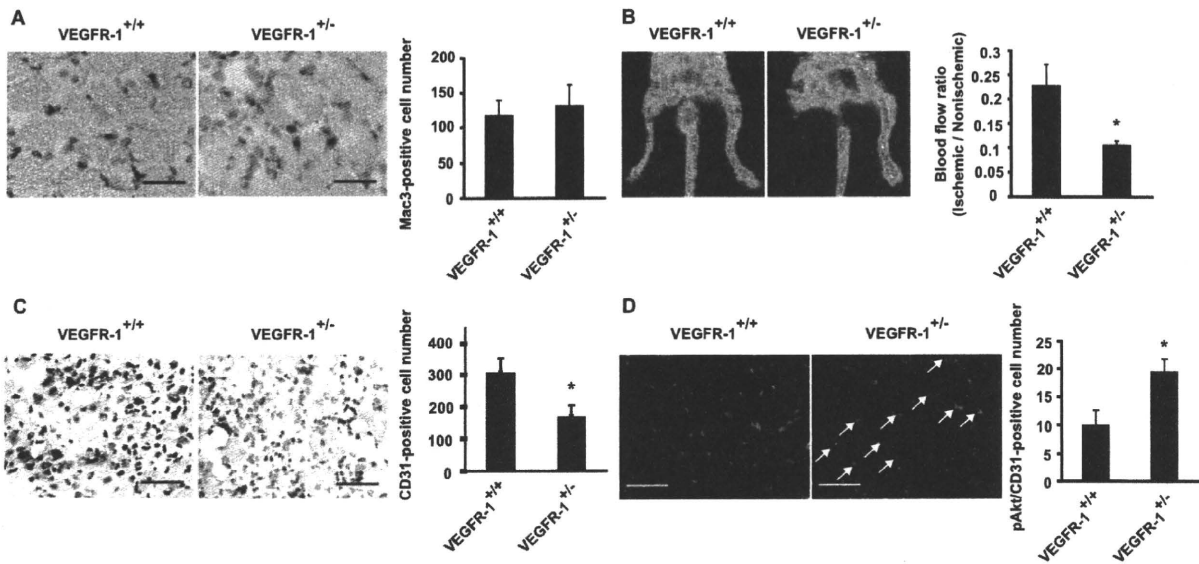 A
VEGFR-1+/+
VEGFR-1+/-
Mac3-positive cell number
200
150
100
50
0
VEGFR-1+/+
VEGFR-1+/-
B
VEGFR-1+/+
VEGFR-1+/-
Blood flow ratio
(Ischemic / Nonischemic)
0.3
0.25
0.2
0.15
0.1
0.05
0
*
VEGFR-1+/+
VEGFR-1+/-
C
VEGFR-1+/+
VEGFR-1+/-
CD31-positive cell number
400
300
200
100
0
*
VEGFR-1+/+
VEGFR-1+/-
D
VEGFR-1+/+
VEGFR-1+/-
pAkt/CD31-positive cell number
25
20
15
10
5
0
*
VEGFR-1+/+
VEGFR-1+/-